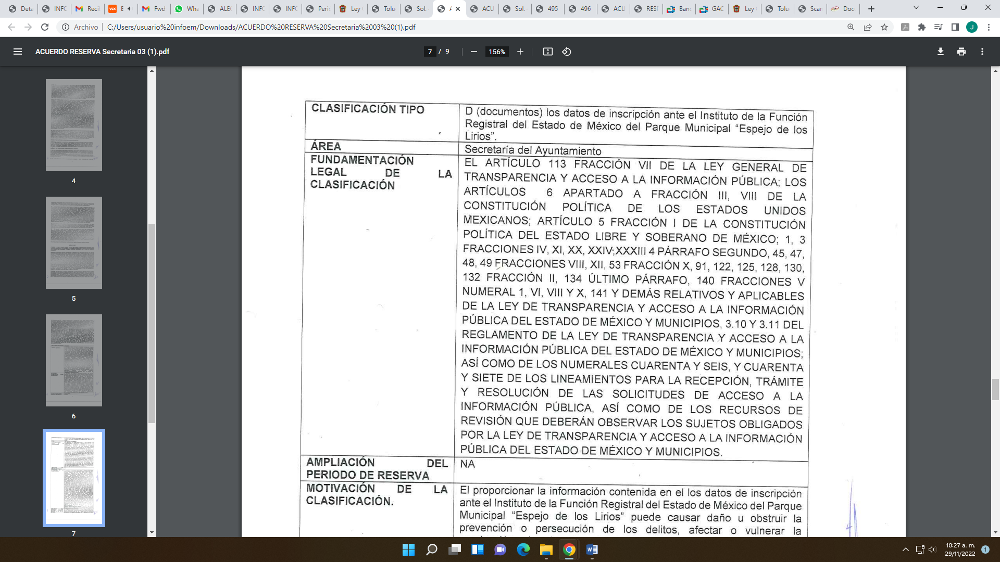 Deta
INFC
Recil
E
Fwd.
Wha
ALEC
INFC
INFC
Peric
Ley
Tolu
Sol.
A
ACU
Sol.
495
496
ACU
RESI
Banc
GAC
Ley
Tolu
Scar
Doc
Archivo
C:/Users/usuario%20infoem/Downloads/ACUERDO%20RESERVA%20Secretaria%2003%20(1).pdf
J
ACUERDO RESERVA Secretaria 03 (1).pdf
7 / 9
156%
4
5
6
7
CLASIFICACIÓN TIPO
D (documentos) los datos de inscripción ante el Instituto de la Función
Registral del Estado de México del Parque Municipal “Espejo de los
Lirios”.
ÁREA
Secretaría del Ayuntamiento
FUNDAMENTACIÓN
LEGAL DE LA
CLASIFICACIÓN
EL ARTÍCULO 113 FRACCIÓN VII DE LA LEY GENERAL DE
TRANSPARENCIA Y ACCESO A LA INFORMACIÓN PÚBLICA; LOS
ARTÍCULOS 6 APARTADO A FRACCIÓN III, VIII DE LA
CONSTITUCIÓN POLÍTICA DE LOS ESTADOS UNIDOS
MEXICANOS; ARTÍCULO 5 FRACCIÓN I DE LA CONSTITUCIÓN
POLÍTICA DEL ESTADO LIBRE Y SOBERANO DE MÉXICO; 1, 3
FRACCIONES IV, XI, XX, XXIV,XXXIII 4 PÁRRAFO SEGUNDO, 45, 47,
48, 49 FRACCIONES VIII, XII, 53 FRACCIÓN X, 91, 122, 125, 128, 130,
132 FRACCIÓN II, 134 ÚLTIMO PÁRRAFO, 140 FRACCIONES V
NUMERAL 1, VI, VIII Y X, 141 Y DEMÁS RELATIVOS Y APLICABLES
DE LA LEY DE TRANSPARENCIA Y ACCESO A LA INFORMACIÓN
PÚBLICA DEL ESTADO DE MÉXICO Y MUNICIPIOS, 3.10 Y 3.11 DEL
REGLAMENTO DE LA LEY DE TRANSPARENCIA Y ACCESO A LA
INFORMACIÓN PÚBLICA DEL ESTADO DE MÉXICO Y MUNICIPIOS;
ASÍ COMO DE LOS NUMERALES CUARENTA Y SEIS, Y CUARENTA
Y SIETE DE LOS LINEAMIENTOS PARA LA RECEPCIÓN, TRÁMITE
Y RESOLUCIÓN DE LAS SOLICITUDES DE ACCESO A LA
INFORMACIÓN PÚBLICA, ASÍ COMO DE LOS RECURSOS DE
REVISIÓN QUE DEBERÁN OBSERVAR LOS SUJETOS OBLIGADOS
POR LA LEY DE TRANSPARENCIA Y ACCESO A LA INFORMACIÓN
PÚBLICA DEL ESTADO DE MÉXICO Y MUNICIPIOS.
AMPLIACIÓN DEL
PERIODO DE RESERVA
NA
MOTIVACIÓN DE LA
CLASIFICACIÓN.
El proporcionar la información contenida en el los datos de inscripción
ante el Instituto de la Función Registral del Estado de México del Parque
Municipal “Espejo de los Lirios” puede causar daño u obstruir la
prevención o persecución de los delitos, afectar o vulnerar la
10:27 a. m.
29/11/2022
1